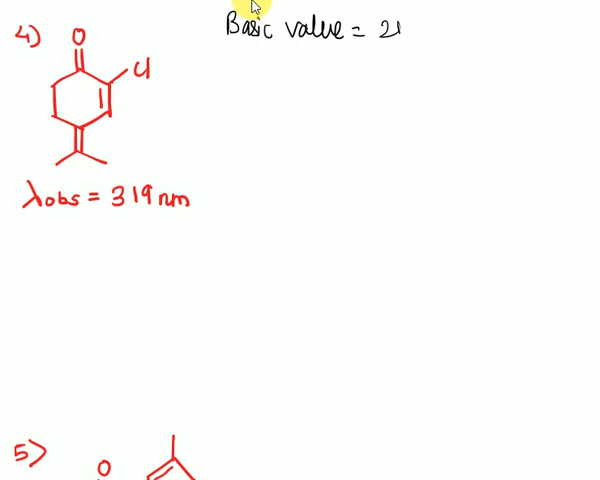 4)
O
Basic value = 21
Cl
λobs = 319 nm
5>
O